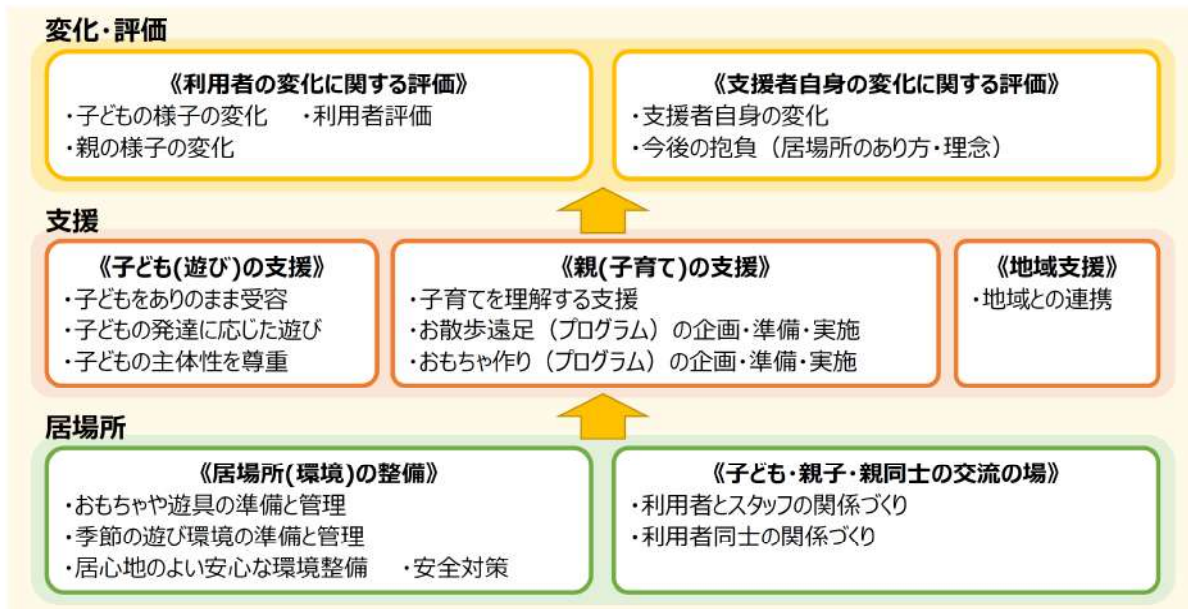 変化・評価
《利用者の変化に関する評価》
・子どもの様子の変化　・利用者評価
・親の様子の変化
《支援者自身の変化に関する評価》
・支援者自身の変化
・今後の抱負（居場所のあり方・理念）
支援
《子ども(遊び)の支援》
・子どもをありのまま受容
・子どもの発達に応じた遊び
・子どもの主体性を尊重
《親(子育て)の支援》
・子育てを理解する支援
・お散歩遠足（プログラム）の企画・準備・実施
・おもちゃ作り（プログラム）の企画・準備・実施
《地域支援》
・地域との連携
居場所
《居場所(環境)の整備》
・おもちゃや遊具の準備と管理
・季節の遊び環境の準備と管理
・居心地のよい安心な環境整備　・安全対策
《子ども・親子・親同士の交流の場》
・利用者とスタッフの関係づくり
・利用者同士の関係づくり